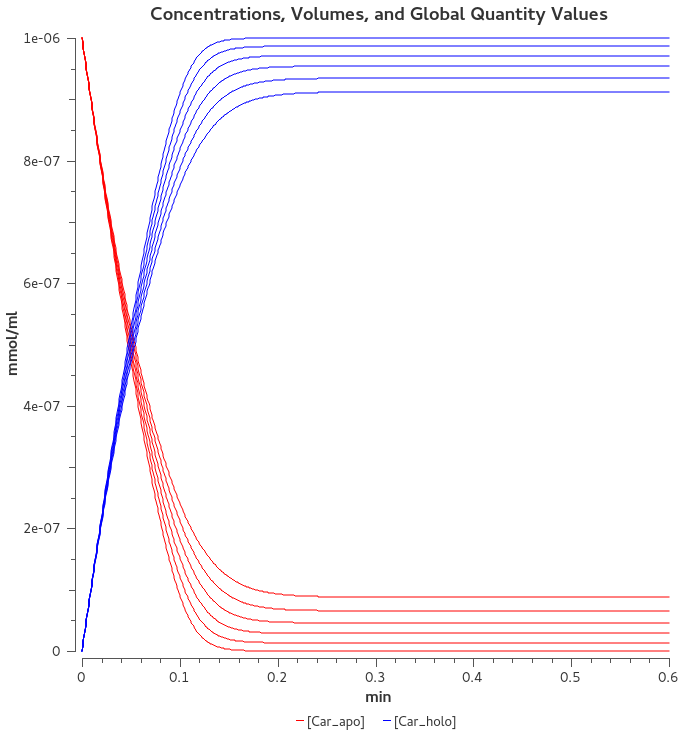 Concentrations, Volumes, and Global Quantity Values
1e-06
8e-07
6e-07
4e-07
2e-07
0
mmol/ml
0 0.1 0.2 0.3 0.4 0.5 0.6
min
[Car_apo] [Car_holo]